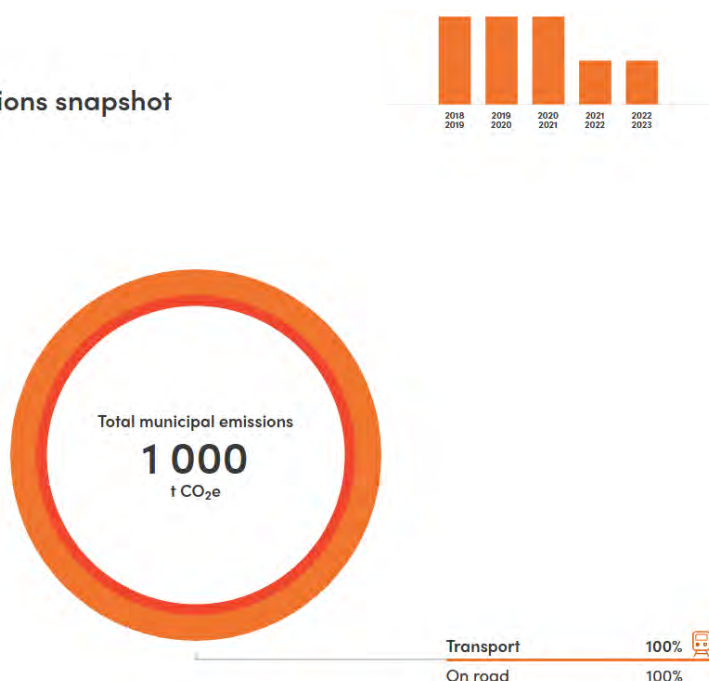 ions snapshot
2018 2019 2020 2021 2022
2019 2020 2021 2022 2023
Total municipal emissions
1 000
t CO₂e
Transport 100%
On road 100%